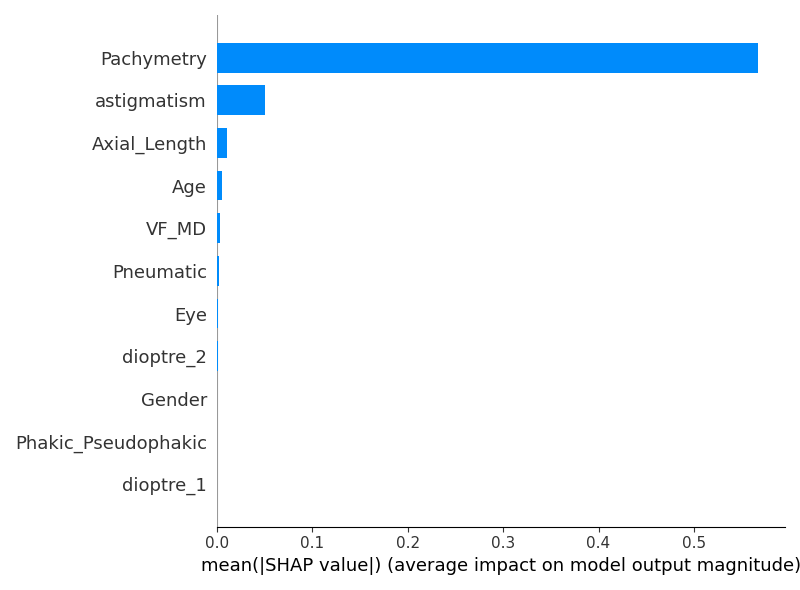 Pachymetry
astigmatism
Axial_Length
Age
VF_MD
Pneumatic
Eye
dioptre_2
Gender
Phakic_Pseudophakic
dioptre_1
0.0 0.1 0.2 0.3 0.4 0.5
mean(|SHAP value|) (average impact on model output magnitude)